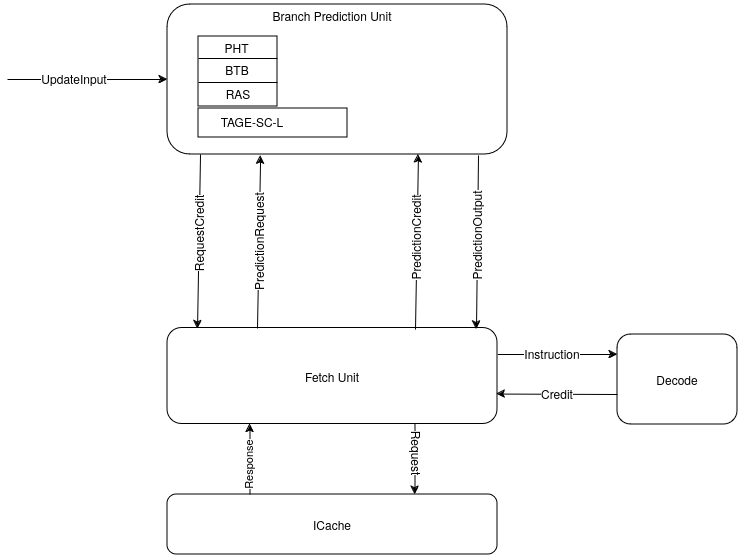 Branch Prediction Unit
PHT
BTB
RAS
TAGE-SC-L
UpdateInput
RequestCredit
PredictionRequest
PredictionCredit
PredictionOutput
Fetch Unit
Instruction
Credit
Decode
Response
Request
ICache